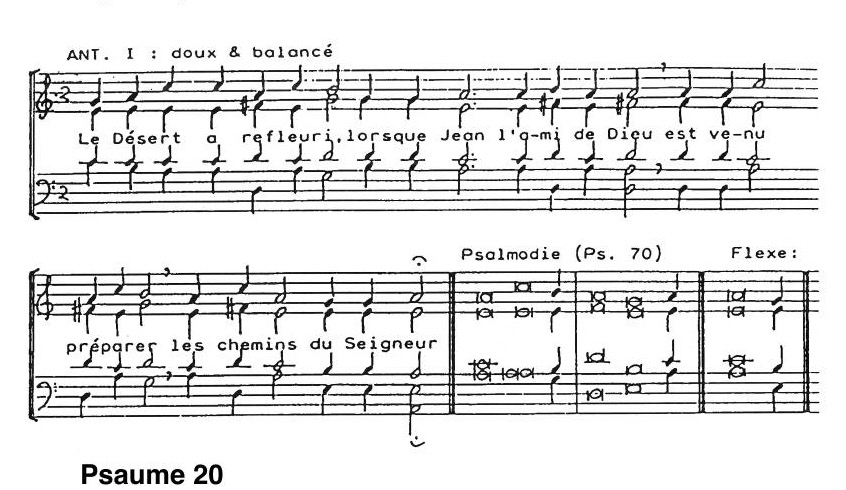 ANT. I : doux & balancé
Le Désert a refleuri,lorsque Jean l'a-mi de Dieu est ve-nu
Psalmodie (Ps. 70) Flexe:
préparer les chemins du Seigneur
Psaume 20